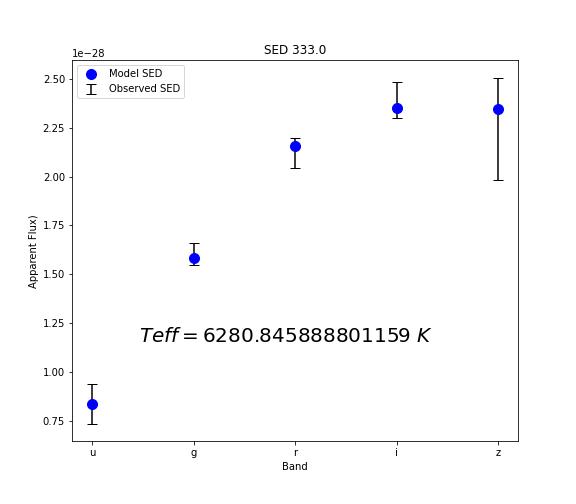 SED 333.0
1e−28
Model SED
Observed SED
2.50
2.25
2.00
1.75
1.50
1.25
1.00
0.75
Apparent Flux)
Teff = 6280.845888801159 K
u g r i z
Band